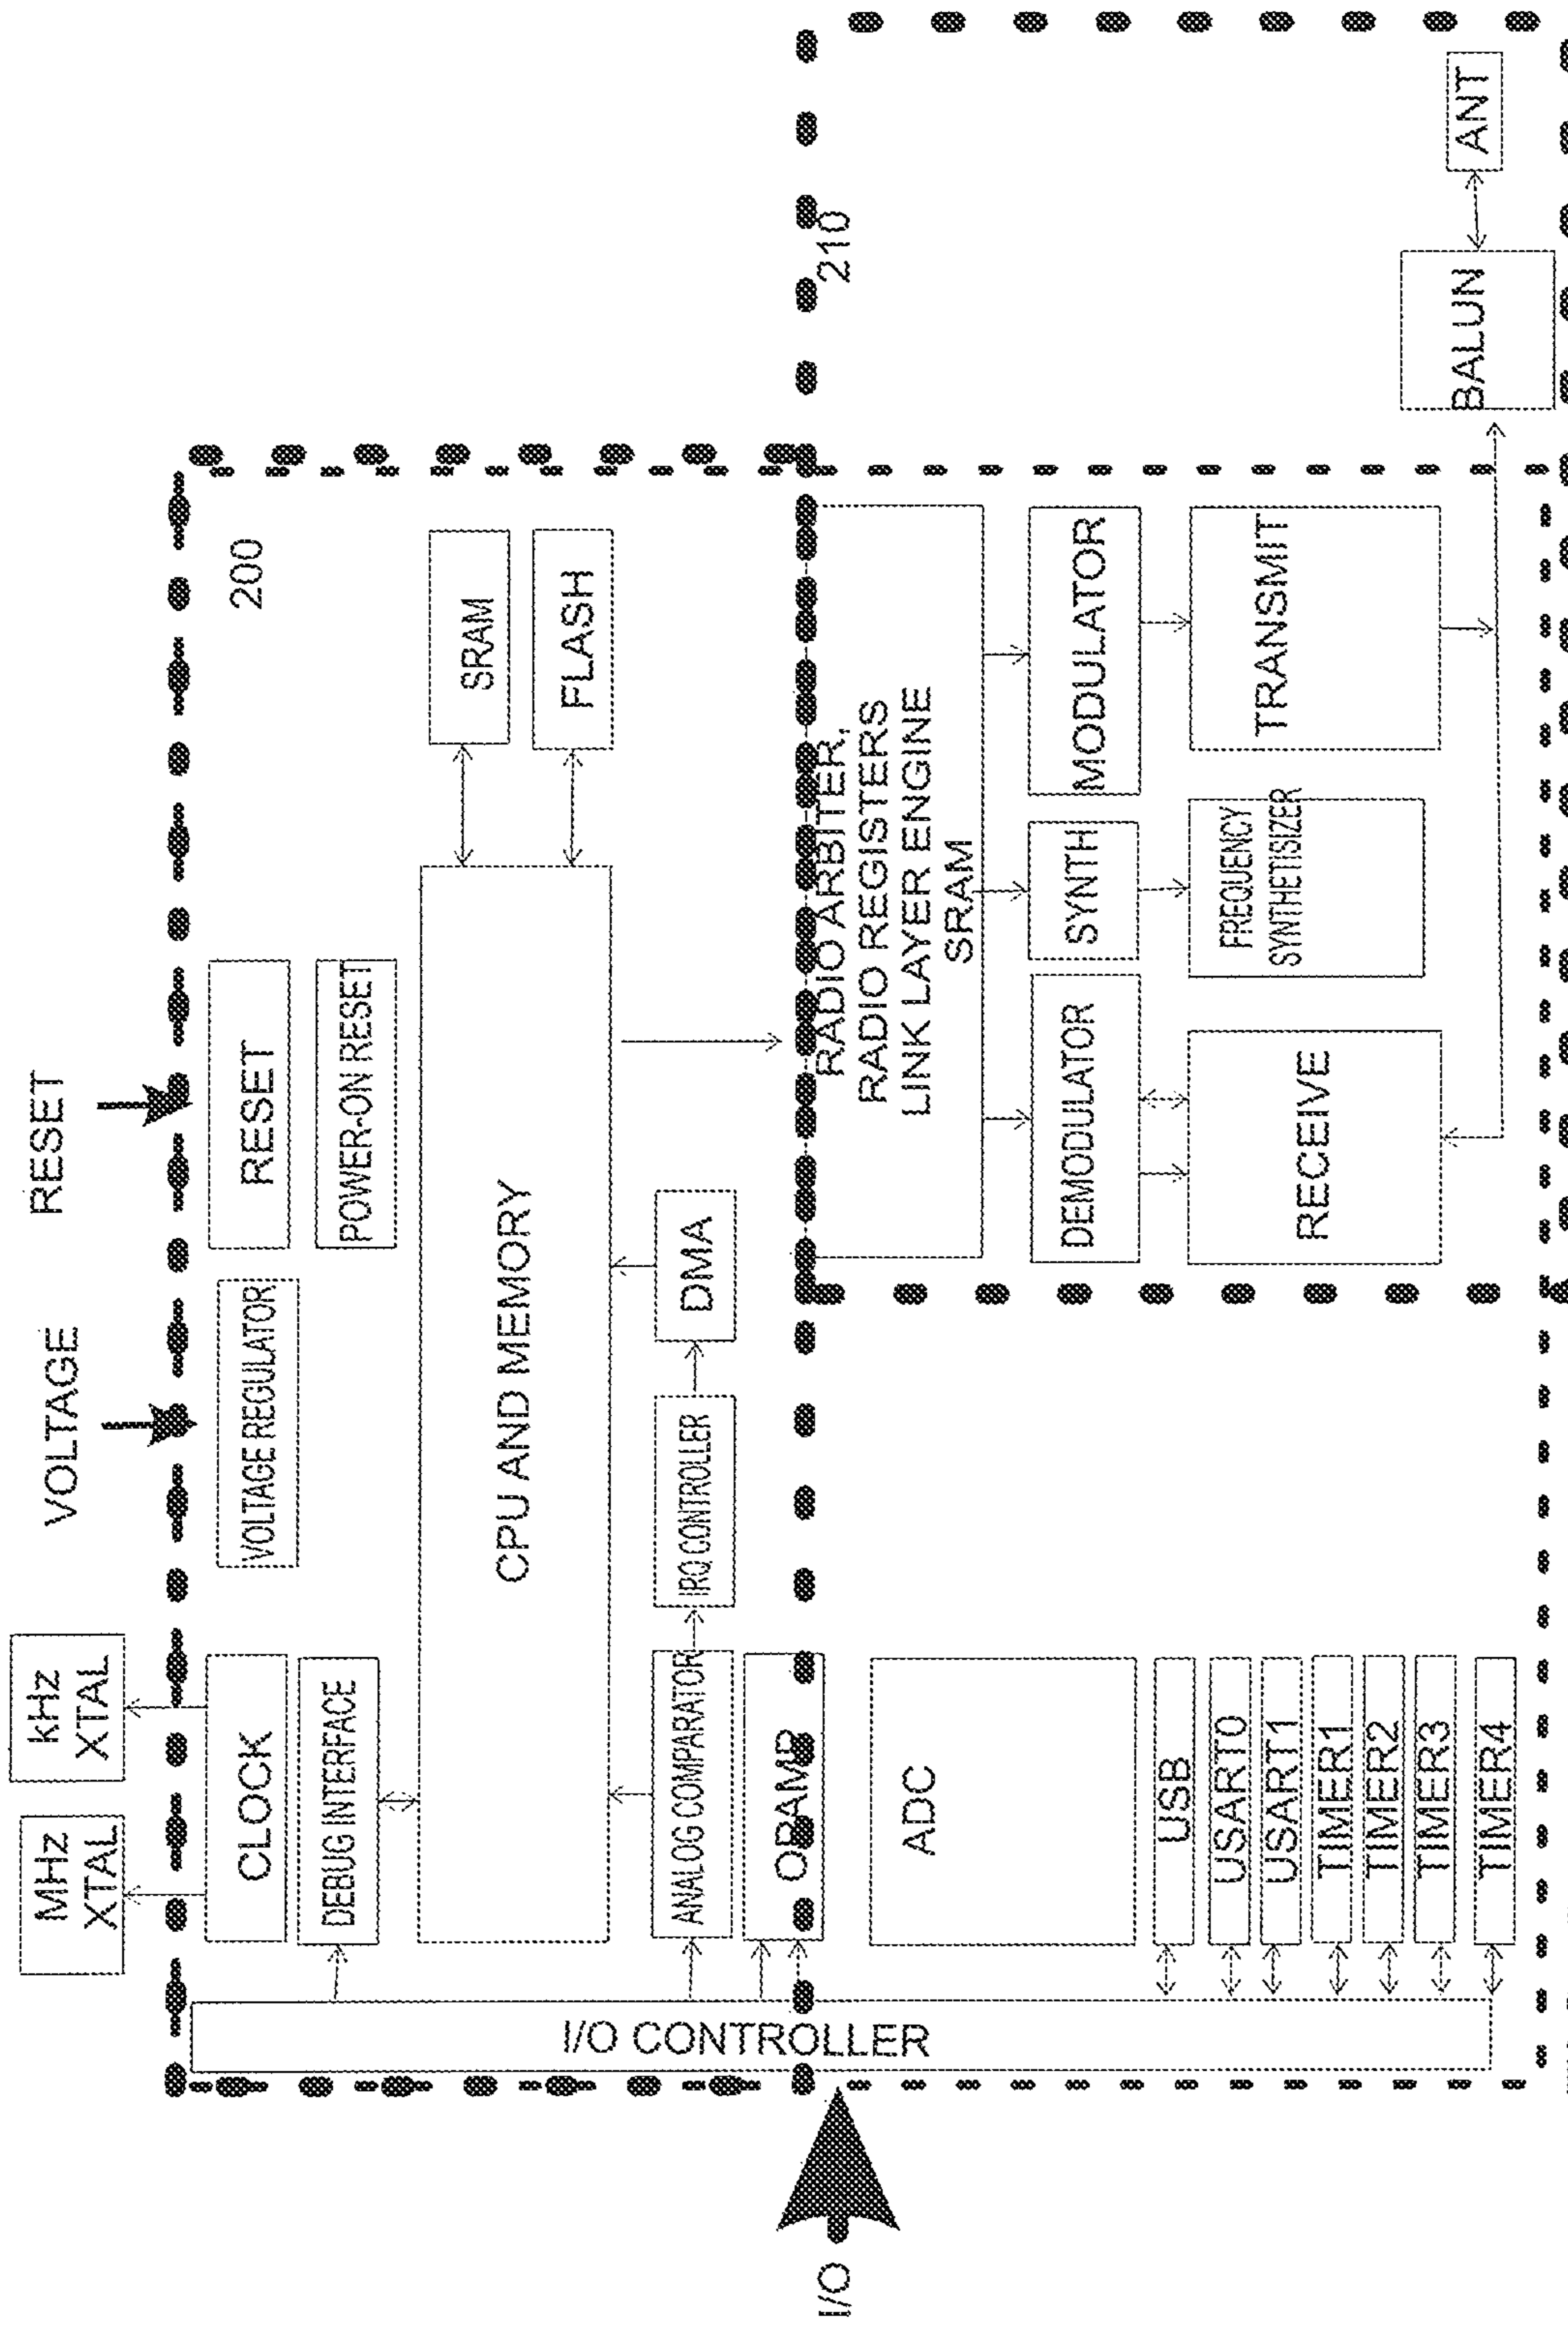 RESET
VOLTAGE
kHz
XTAL
MHz
XTAL
200
RESET
POWER-ON RESET
VOLTAGE REGULATOR
CLOCK
DEBUG INTERFACE
SRAM
FLASH
CPU AND MEMORY
DMA
IRQ CONTROLLER
ANALOG COMPARATOR
OPAMP
I/O CONTROLLER
I/O
ADC
USB
USART0
USART1
TIMER1
TIMER2
TIMER3
TIMER4
210
RADIO ARBITER,
RADIO REGISTERS
LINK LAYER ENGINE
SRAM
DEMODULATOR
SYNTH
MODULATOR
RECEIVE
FREQUENCY
SYNTHETISIZER
TRANSMIT
BALUN
ANT